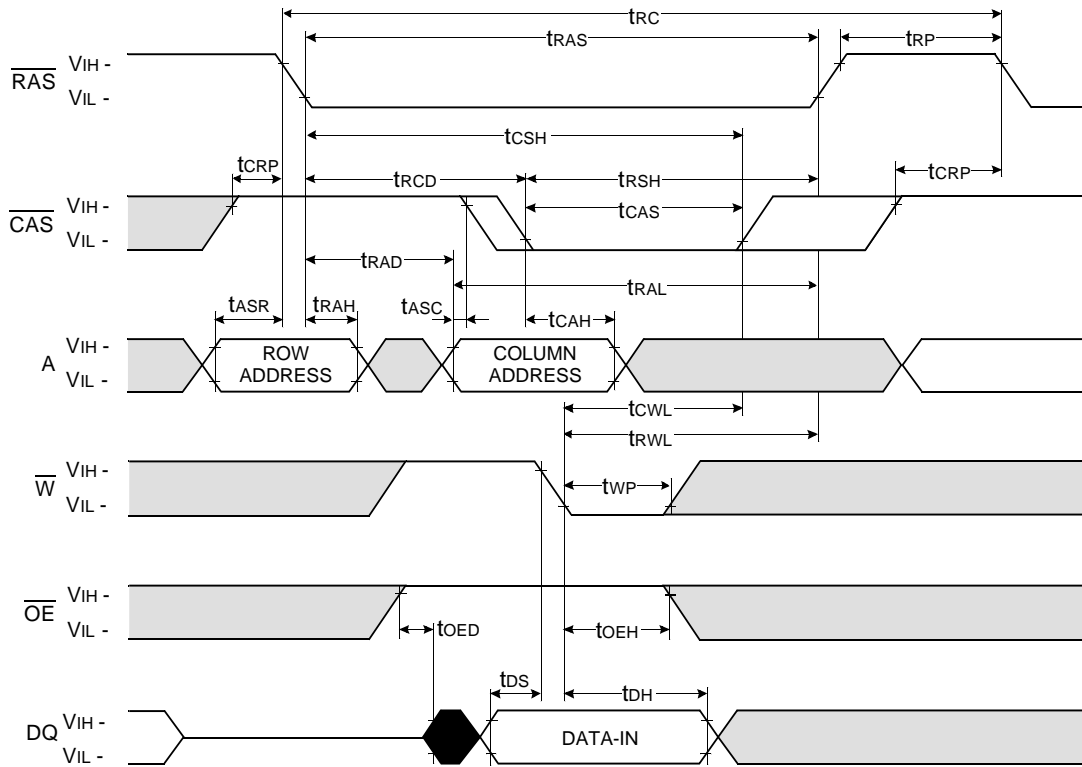 tRC
tRAS
tRP
RAS
VIH -
VIL -
tCSH
tCRP
tRCD
tRSH
tCRP
CAS
VIH -
VIL -
tCAS
tRAD
tRAL
tASR
tRAH
tASC
tCAH
A
VIH -
VIL -
ROW
ADDRESS
COLUMN
ADDRESS
tCWL
tRWL
W
VIH -
VIL -
tWP
OE
VIH -
VIL -
tOED
tOEH
tDS
tDH
DQ
VIH -
VIL -
DATA-IN